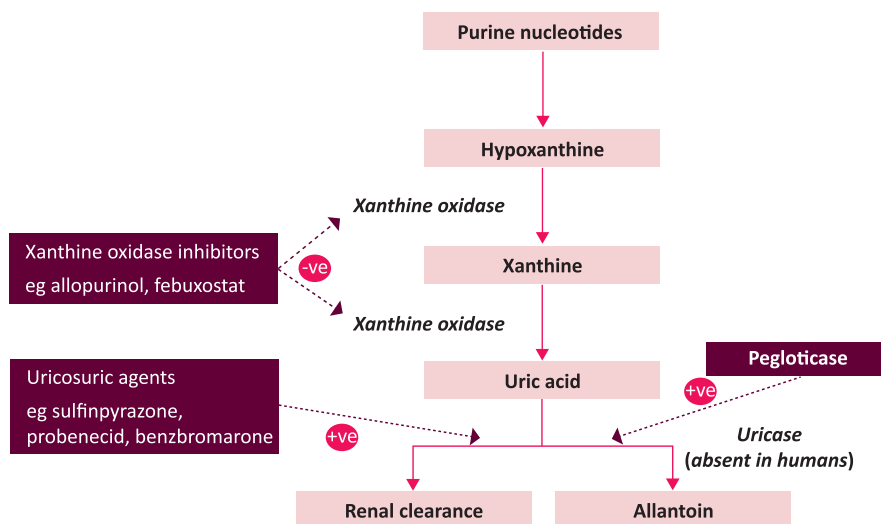 Purine nucleotides
Hypoxanthine
Xanthine oxidase
Xanthine oxidase inhibitors
eg allopurinol, febuxostat
-ve
Xanthine
Xanthine oxidase
Pegloticase
Uricosuric agents
eg sulfinpyrazone,
probenecid, benzbromarone
Uric acid
+ve
+ve
Uricase
(absent in humans)
Renal clearance
Allantoin